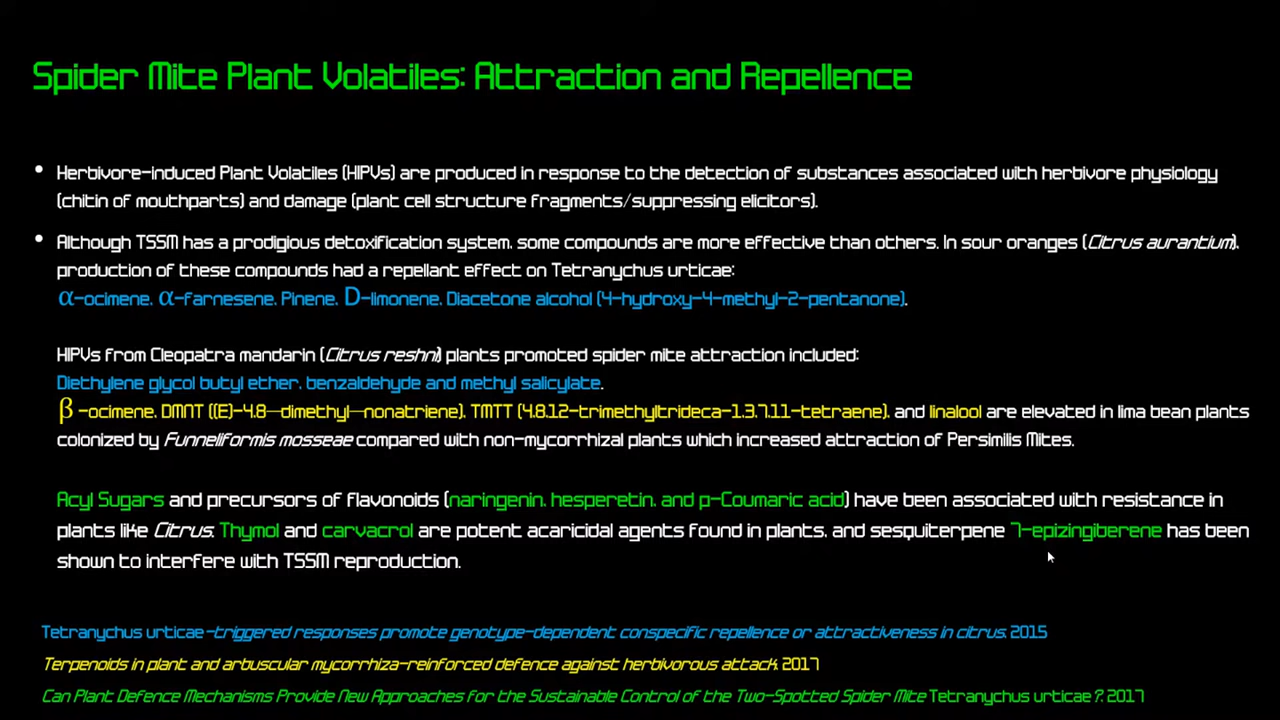 Spider Mite Plant Volatiles: Attraction and Repellence
• Herbivore-induced Plant Volatiles (HIPVs) are produced in response to the detection of substances associated with herbivore physiology
(chitin of mouthparts) and damage (plant cell structure fragments/suppressing elicitors).
• Although TSSM has a prodigious detoxification system, some compounds are more effective than others. In sour oranges (Citrus aurantium),
production of these compounds had a repellant effect on Tetranychus urticae:
α-ocimene, α-farnesene, Pinene, D-limonene, Diacetone alcohol (4-hydroxy-4-methyl-2-pentanone).
HIPVs from Cleopatra mandarin (Citrus reshni) plants promoted spider mite attraction included:
Diethylene glycol butyl ether, benzaldehyde and methyl salicylate.
β -ocimene, DMNT ((E)-4,8—dimethyl—nonatriene), TMTT (4,8,12-trimethyltrideca-1,3,7,11-tetraene), and linalool are elevated in lima bean plants
colonized by Funneliformis mosseae compared with non-mycorrhizal plants which increased attraction of Persimilis Mites.
Acyl Sugars and precursors of flavonoids (naringenin, hesperetin, and p-Coumaric acid) have been associated with resistance in
plants like Citrus. Thymol and carvacrol are potent acaricidal agents found in plants, and sesquiterpene 7-epizingiberene has been
shown to interfere with TSSM reproduction.
Tetranychus urticae-triggered responses promote genotype-dependent conspecific repellence or attractiveness in citrus. 2015
Terpenoids in plant and arbuscular mycorrhiza-reinforced defence against herbivorous attack. 2017
Can Plant Defence Mechanisms Provide New Approaches for the Sustainable Control of the Two-Spotted Spider Mite Tetranychus urticae?. 2017